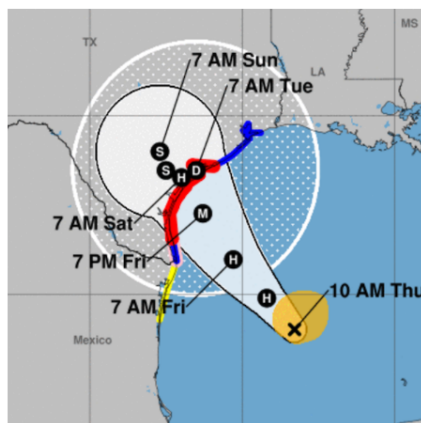 TX
MS
7 AM Sun
LA
7 AM Tue
S
S
H
D
7 AM Sat
M
7 PM Fri
H
10 AM Thu
7 AM Fri
H
Mexico